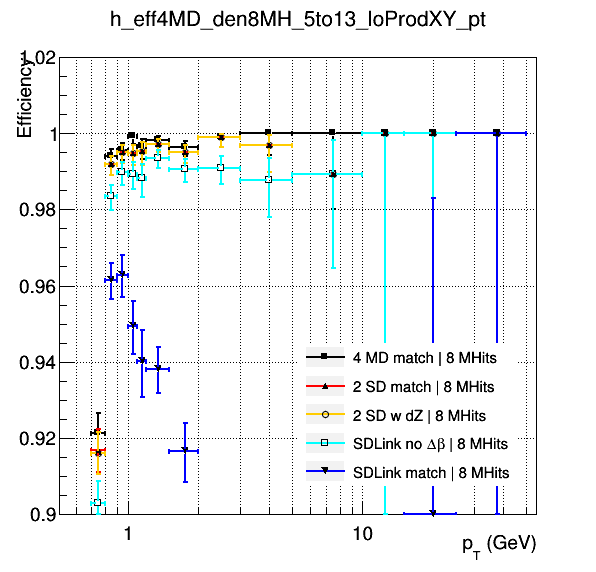 h_eff4MD_den8MH_5to13_loProdXY_pt
Efficiency
1.02
1
0.98
0.96
0.94
0.92
0.9
4 MD match | 8 MHits
2 SD match | 8 MHits
2 SD w dZ | 8 MHits
SDLink no Δβ | 8 MHits
SDLink match | 8 MHits
1 10
p_T (GeV)